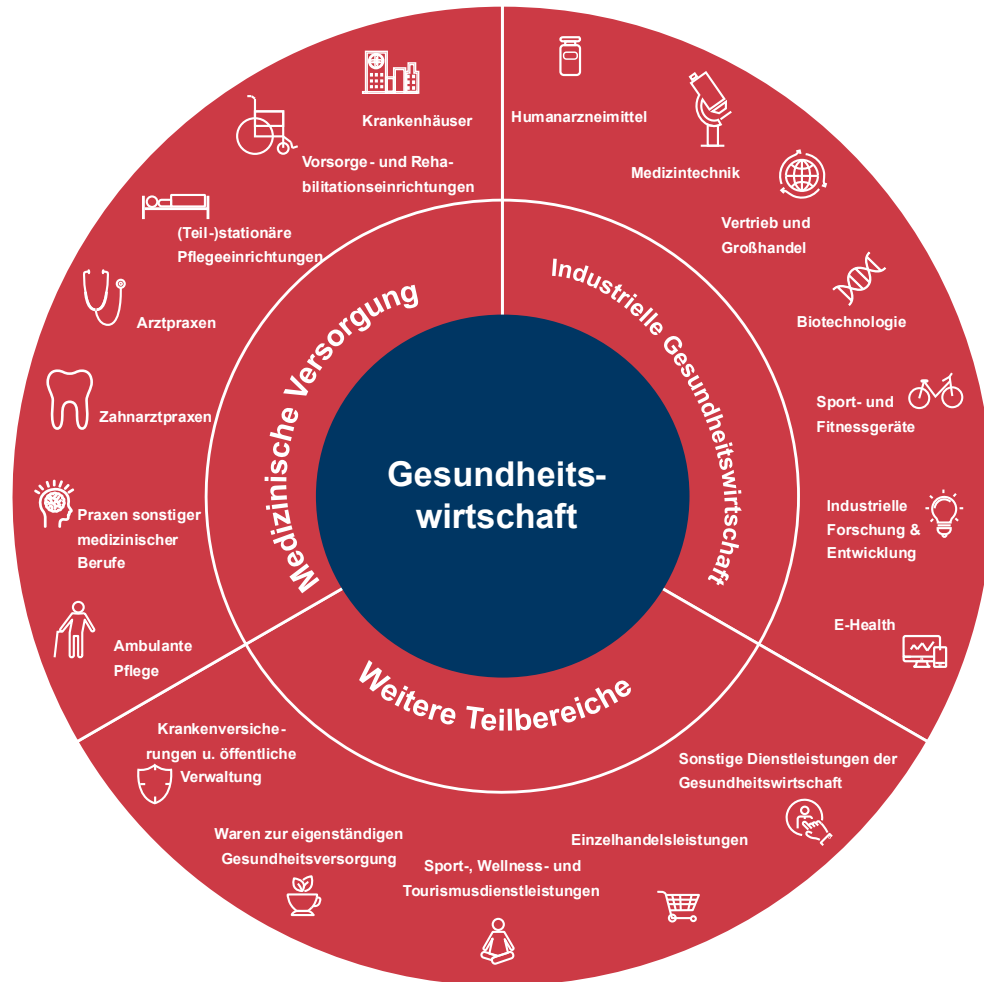 Gesundheits-
wirtschaft
Medizinische Versorgung
Krankenhäuser
Vorsorge- und Reha-
bilitationseinrichtungen
(Teil-)stationäre
Pflegeeinrichtungen
Arztpraxen
Zahnarztpraxen
Praxen sonstiger
medizinischer
Berufe
Ambulante
Pflege
Industrielle Gesundheitswirtschaft
Humanarzneimittel
Medizintechnik
Vertrieb und
Großhandel
Biotechnologie
Sport- und
Fitnessgeräte
Industrielle
Forschung &
Entwicklung
E-Health
Weitere Teilbereiche
Krankenversiche-
rungen u. öffentliche
Verwaltung
Waren zur eigenständigen
Gesundheitsversorgung
Sport-, Wellness- und
Tourismusdienstleistungen
Einzelhandelsleistungen
Sonstige Dienstleistungen der
Gesundheitswirtschaft